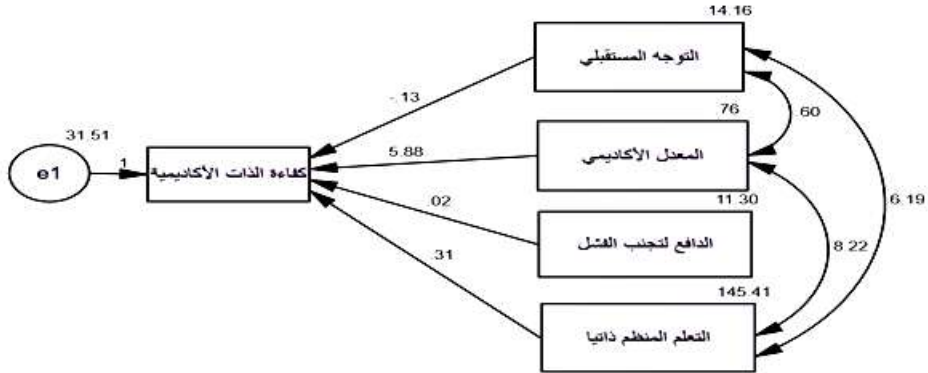 14.16
التوجه المستقبلي
-.13
.60
31.51
.76
e1
1
كفاءة الذات الأكاديمية
5.88
المعدل الأكاديمي
11.30
6.19
.02
الدافع لتجنب الفشل
8.22
.31
145.41
التعلم المنظم ذاتيا